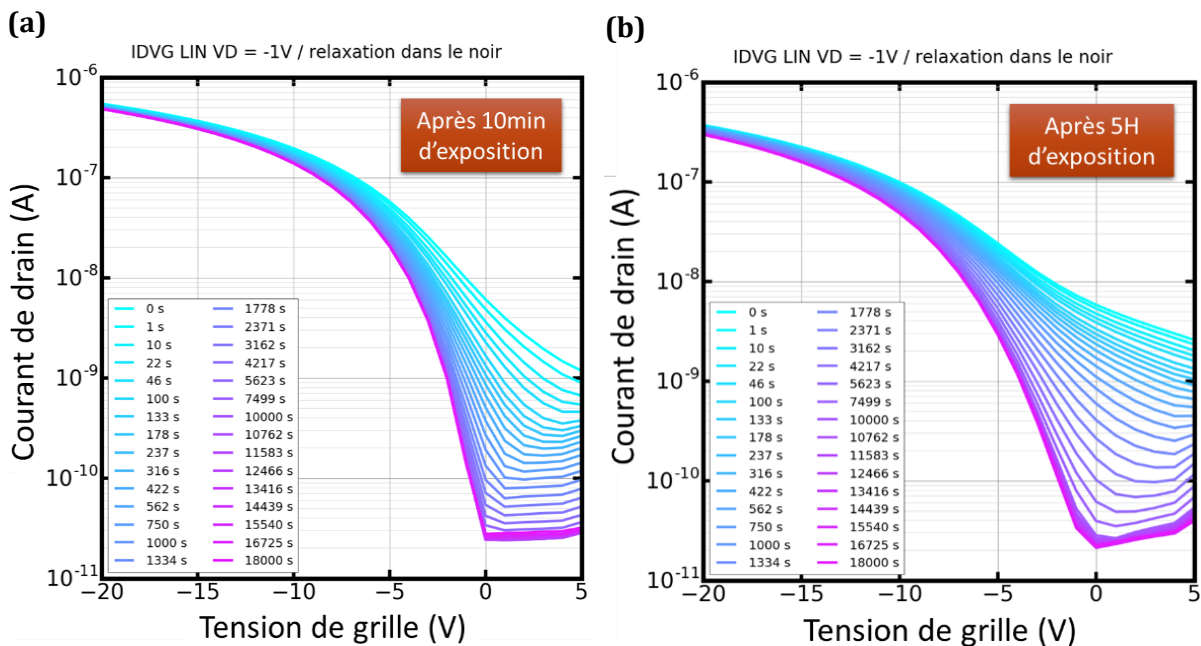 (a)
IDVG LIN VD = -1V / relaxation dans le noir
Après 10min
d'exposition
Courant de drain (A)
10⁻⁶
10⁻⁷
10⁻⁸
10⁻⁹
10⁻¹⁰
10⁻¹¹
0 s
1 s
10 s
22 s
46 s
100 s
133 s
178 s
237 s
316 s
422 s
562 s
750 s
1000 s
1334 s
1778 s
2371 s
3162 s
4217 s
5623 s
7499 s
10000 s
10762 s
11583 s
12466 s
13416 s
14439 s
15540 s
16725 s
18000 s
−20 −15 −10 −5 0 5
Tension de grille (V)
(b)
IDVG LIN VD = -1V / relaxation dans le noir
Après 5H
d'exposition
Courant de drain (A)
10⁻⁶
10⁻⁷
10⁻⁸
10⁻⁹
10⁻¹⁰
10⁻¹¹
0 s
1 s
10 s
22 s
46 s
100 s
133 s
178 s
237 s
316 s
422 s
562 s
750 s
1000 s
1334 s
1778 s
2371 s
3162 s
4217 s
5623 s
7499 s
10000 s
10762 s
11583 s
12466 s
13416 s
14439 s
15540 s
16725 s
18000 s
−20 −15 −10 −5 0 5
Tension de grille (V)